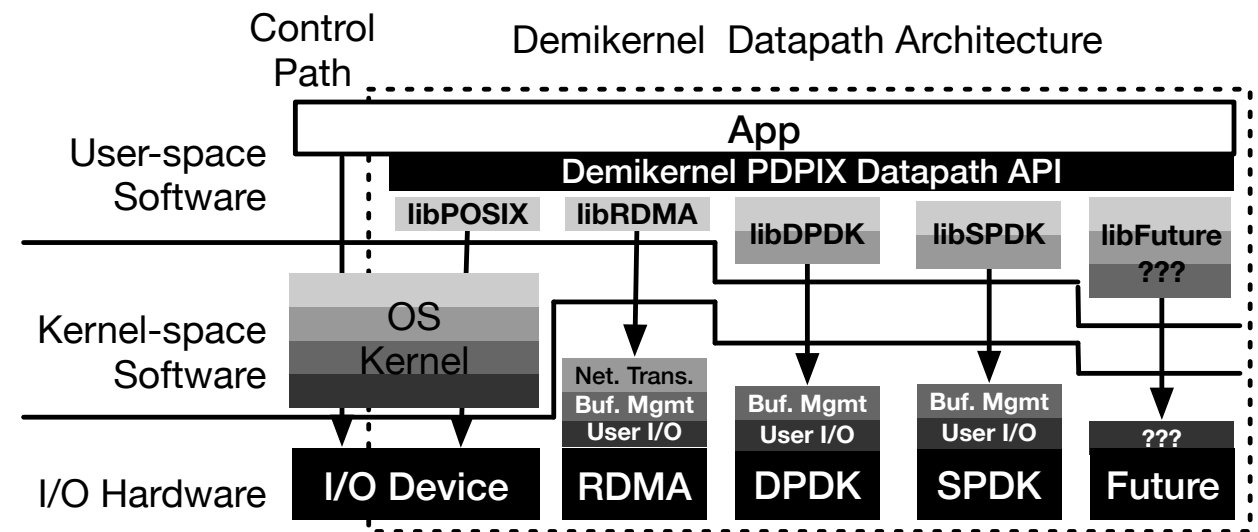 Control
Path
Demikernel Datapath Architecture
User-space
Software
App
Demikernel PDPIX Datapath API
libPOSIX
libRDMA
libDPDK
libSPDK
libFuture
???
Kernel-space
Software
OS
Kernel
Net. Trans.
Buf. Mgmt
User I/O
Buf. Mgmt
User I/O
Buf. Mgmt
User I/O
???
I/O Hardware
I/O Device
RDMA
DPDK
SPDK
Future